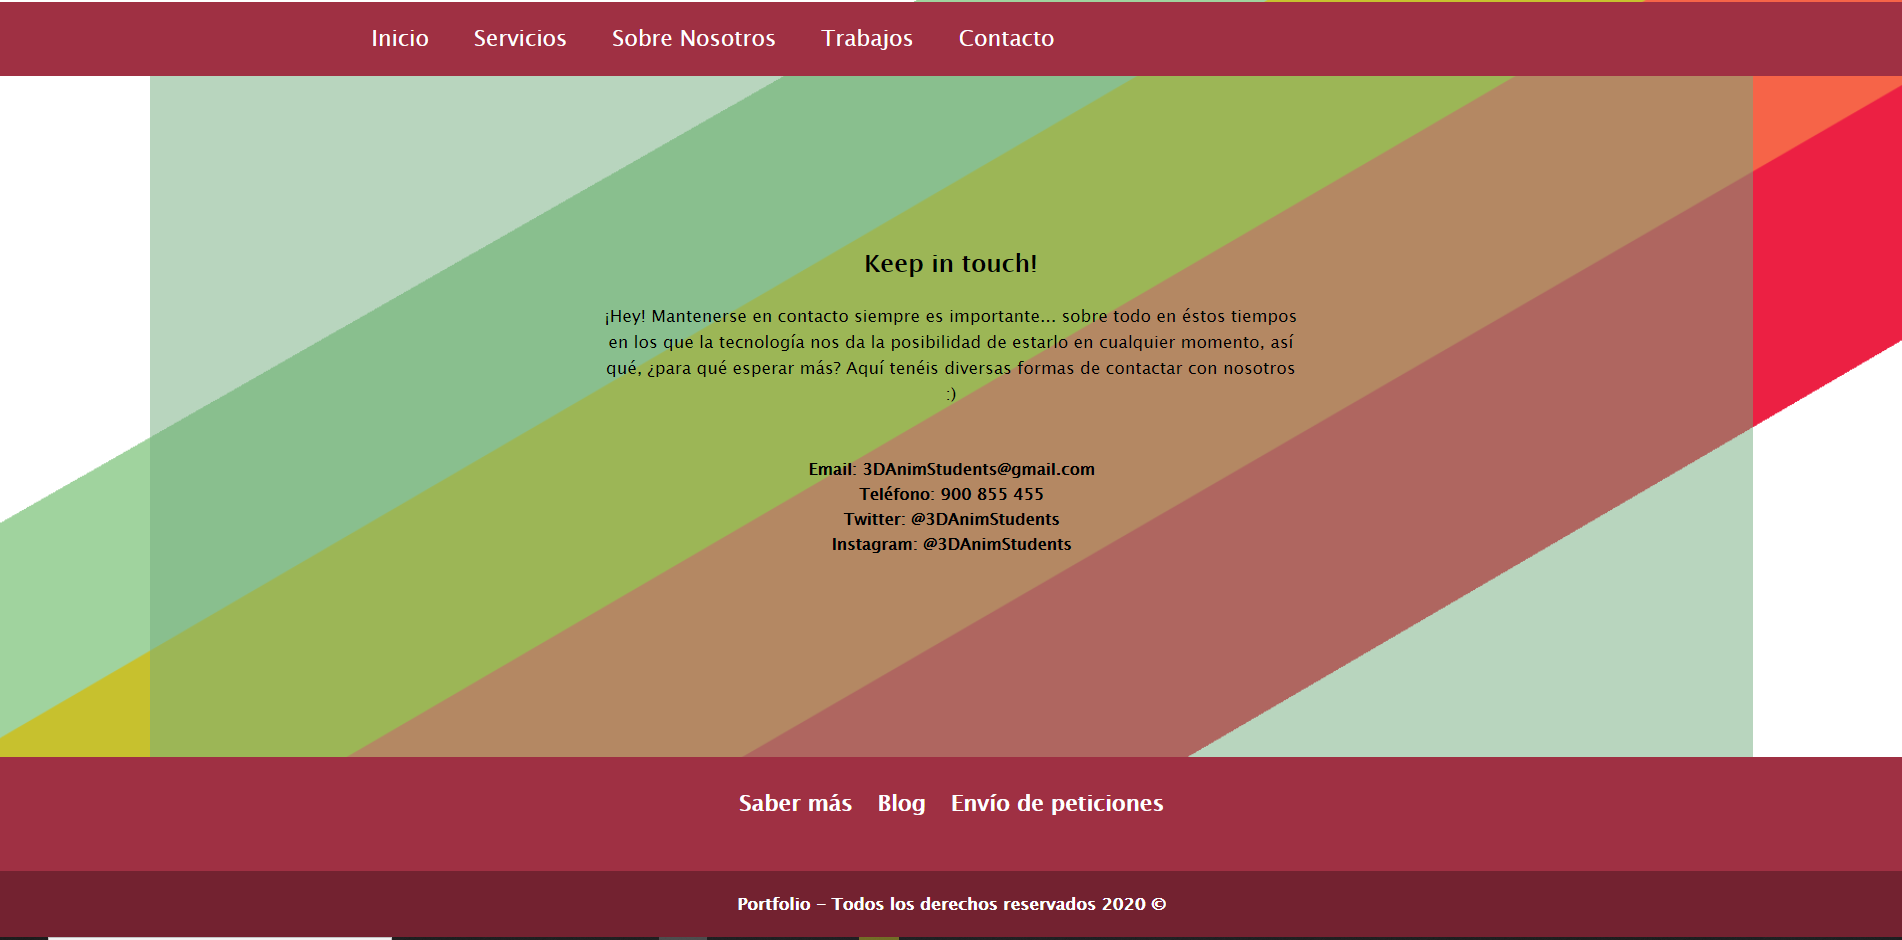 Inicio Servicios Sobre Nosotros Trabajos Contacto
Keep in touch!
¡Hey! Mantenerse en contacto siempre es importante... sobre todo en éstos tiempos
en los que la tecnología nos da la posibilidad de estarlo en cualquier momento, así
qué, ¿para qué esperar más? Aquí tenéis diversas formas de contactar con nosotros
:)
Email: 3DAnimStudents@gmail.com
Teléfono: 900 855 455
Twitter: @3DAnimStudents
Instagram: @3DAnimStudents
Saber más Blog Envío de peticiones
Portfolio - Todos los derechos reservados 2020 ©